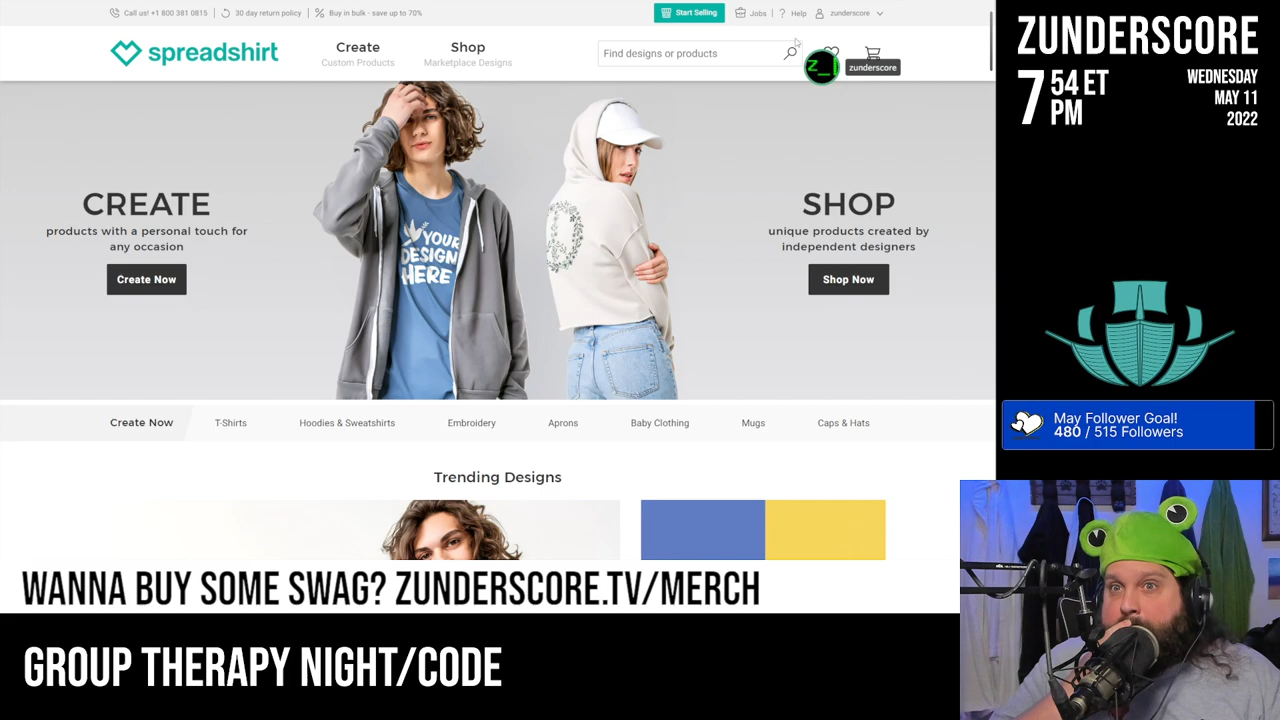 Call us! +1 800 381 0815
30 day return policy
Buy in bulk - save up to 70%
Start Selling
Jobs
Help
zunderscore
spreadshirt
Create
Custom Products
Shop
Marketplace Designs
Find designs or products
z_
zunderscore
CREATE
products with a personal touch for
any occasion
Create Now
YOUR
DESIGN
HERE
SHOP
unique products created by
independent designers
Shop Now
Create Now
T-Shirts
Hoodies & Sweatshirts
Embroidery
Aprons
Baby Clothing
Mugs
Caps & Hats
Trending Designs
WANNA BUY SOME SWAG? ZUNDERSCORE.TV/MERCH
GROUP THERAPY NIGHT/CODE
ZUNDERSCORE
7 54 ET
PM
WEDNESDAY
MAY 11
2022
May Follower Goal!
480 / 515 Followers